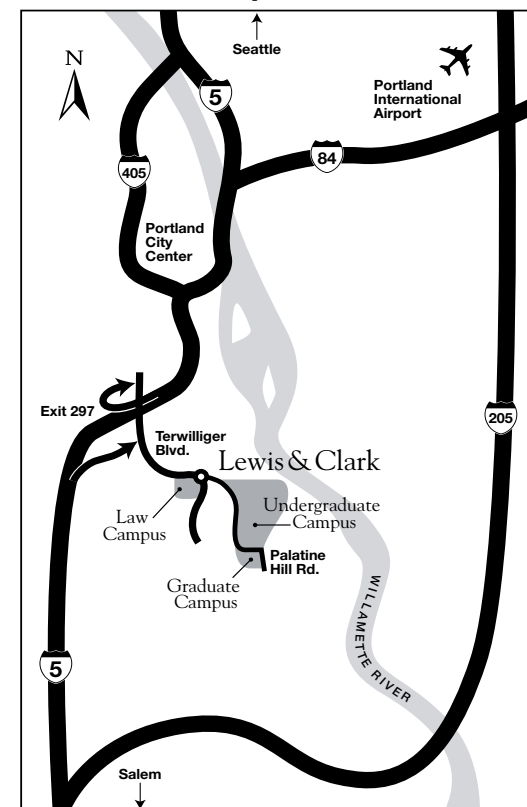 Seattle
N
5
Portland
International
Airport
84
405
Portland
City
Center
Exit 297
205
Terwilliger
Blvd.
Lewis & Clark
Law
Campus
Undergraduate
Campus
Palatine
Hill Rd.
Graduate
Campus
WILLAMETTE RIVER
5
Salem